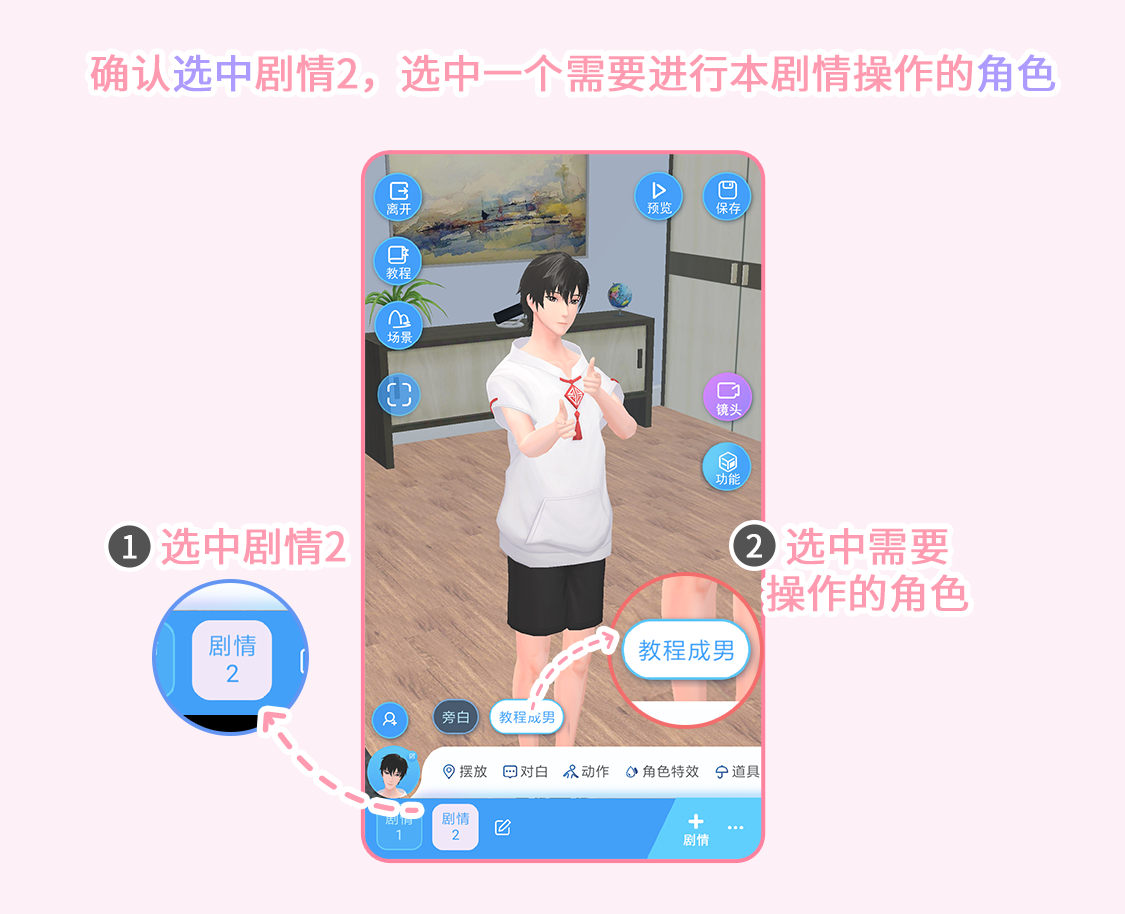 确认选中剧情2，选中一个需要进行本剧情操作的角色
离开
预览
保存
教程
场景
镜头
功能
1 选中剧情2
2 选中需要
操作的角色
剧情
2
教程成男
旁白
教程成男
摆放
对白
动作
角色特效
道具
剧情
1
剧情
2
剧情